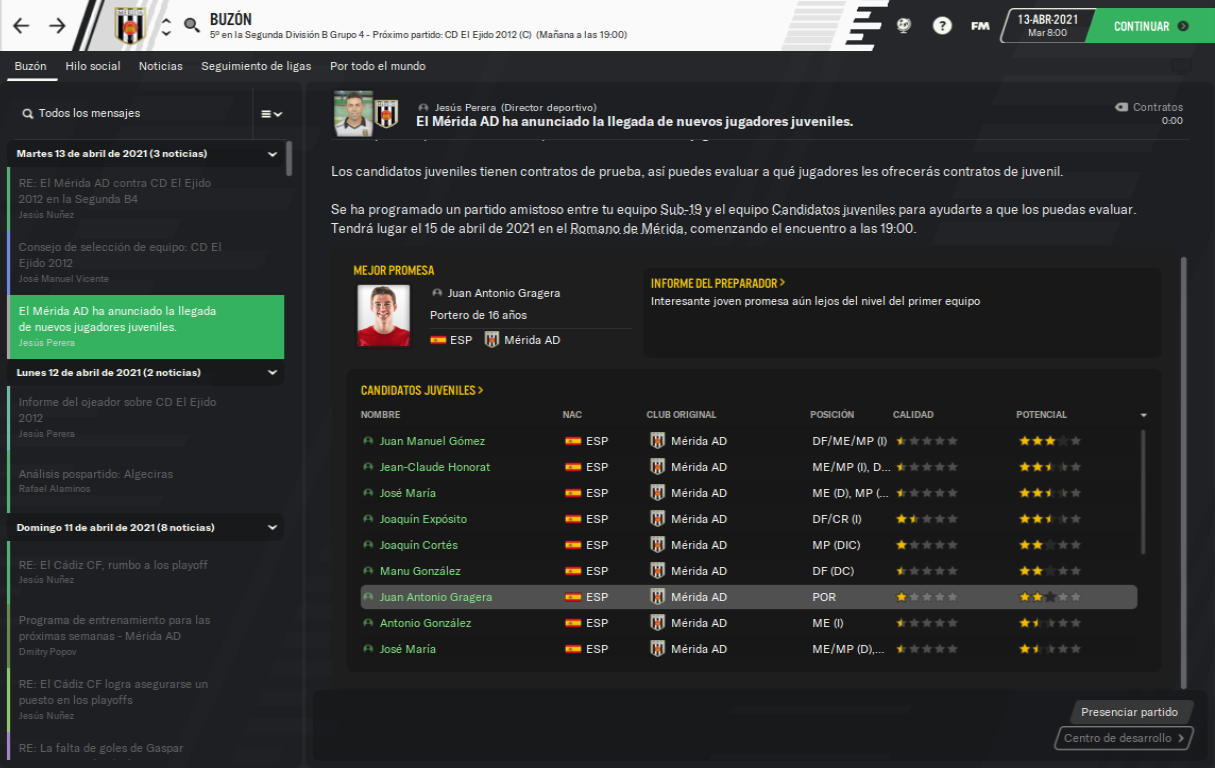 BUZÓN
5º en la Segunda División B Grupo 4 - Próximo partido: CD El Ejido 2012 (C) (Mañana a las 19:00)
FM
13-ABR-2021
Mar 8:00
CONTINUAR
Buzón
Hilo social
Noticias
Seguimiento de ligas
Por todo el mundo
Todos los mensajes
Martes 13 de abril de 2021 (3 noticias)
RE: El Mérida AD contra CD El Ejido
2012 en la Segunda B4
Jesús Nuñez
Consejo de selección de equipo: CD El
Ejido 2012
José Manuel Vicente
El Mérida AD ha anunciado la llegada
de nuevos jugadores juveniles.
Jesús Perera
Lunes 12 de abril de 2021 (2 noticias)
Informe del ojeador sobre CD El Ejido
2012
Jesús Perera
Análisis pospartido: Algeciras
Rafael Alaminos
Domingo 11 de abril de 2021 (8 noticias)
RE: El Cádiz CF, rumbo a los playoff
Jesús Nuñez
Programa de entrenamiento para las
próximas semanas - Mérida AD
Dmitry Popov
RE: El Cádiz CF logra asegurarse un
puesto en los playoffs
Jesús Nuñez
RE: La falta de goles de Gaspar
Jesús Perera (Director deportivo)
El Mérida AD ha anunciado la llegada de nuevos jugadores juveniles.
Contratos
0:00
Los candidatos juveniles tienen contratos de prueba, así puedes evaluar a qué jugadores les ofrecerás contratos de juvenil.
Se ha programado un partido amistoso entre tu equipo Sub-19 y el equipo Candidatos juveniles para ayudarte a que los puedas evaluar.
Tendrá lugar el 15 de abril de 2021 en el Romano de Mérida, comenzando el encuentro a las 19:00.
MEJOR PROMESA
Juan Antonio Gragera
Portero de 16 años
ESP Mérida AD
INFORME DEL PREPARADOR >
Interesante joven promesa aún lejos del nivel del primer equipo
CANDIDATOS JUVENILES >
NOMBRE NAC CLUB ORIGINAL POSICIÓN CALIDAD POTENCIAL
Juan Manuel Gómez ESP Mérida AD DF/ME/MP (I)
Jean-Claude Honorat ESP Mérida AD ME/MP (I), D...
José María ESP Mérida AD ME (D), MP (...
Joaquín Expósito ESP Mérida AD DF/CR (I)
Joaquín Cortés ESP Mérida AD MP (DIC)
Manu González ESP Mérida AD DF (DC)
Juan Antonio Gragera ESP Mérida AD POR
Antonio González ESP Mérida AD ME (I)
José María ESP Mérida AD ME/MP (D),...
Presenciar partido
Centro de desarrollo >